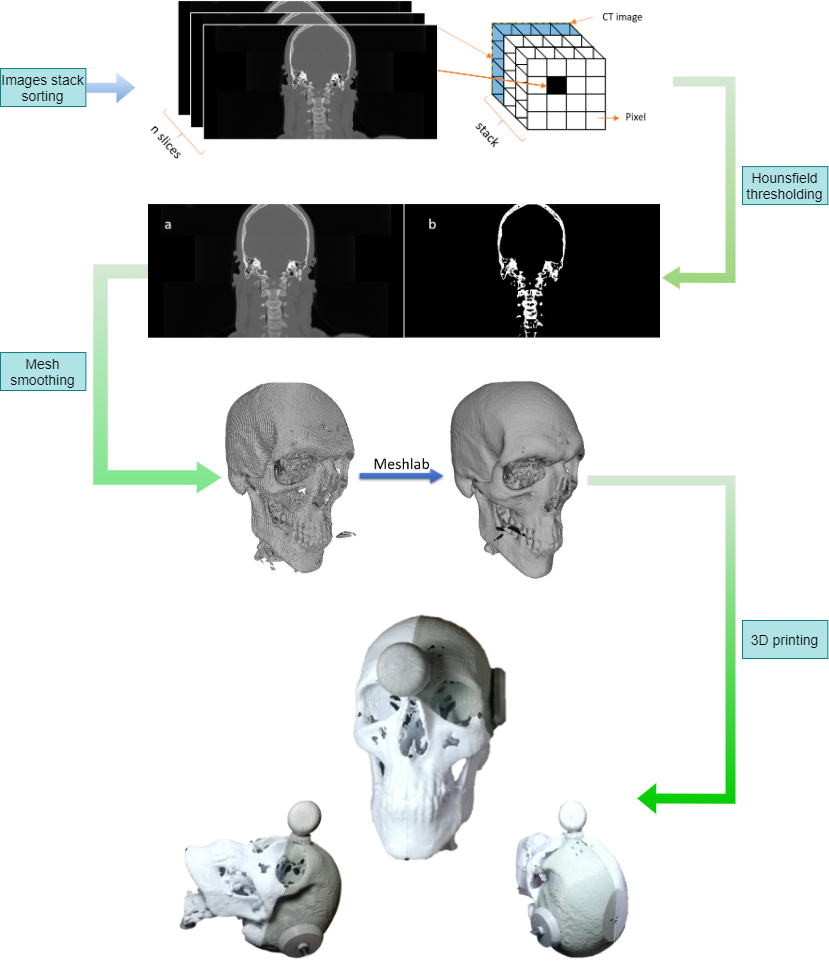 CT image
Images stack
sorting
Pixel
n slices
stack
Hounsfield
thresholding
a
b
Mesh
smoothing
Meshlab
3D printing